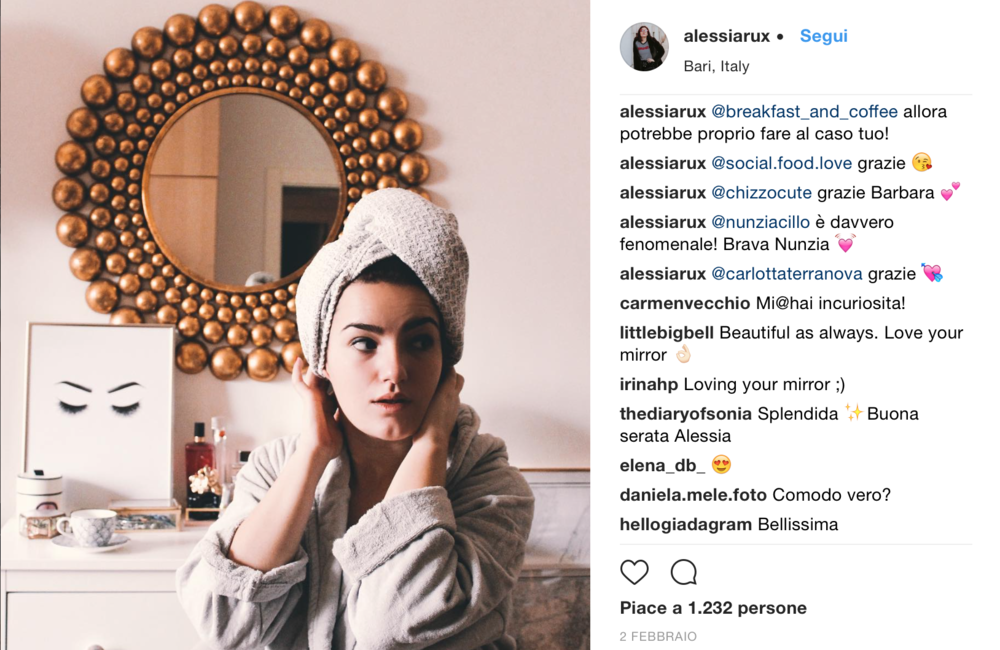 alessiarux • Segui
Bari, Italy
alessiarux @breakfast_and_coffee allora
potrebbe proprio fare al caso tuo!
alessiarux @social.food.love grazie 😘
alessiarux @chizzocute grazie Barbara 💕
alessiarux @nunziacillo è davvero
fenomenale! Brava Nunzia 💓
alessiarux @carlottaterranova grazie 💘
carmenvecchio Mi@hai incuriosita!
littlebigbell Beautiful as always. Love your
mirror 👌🏻
irinahp Loving your mirror ;)
thediaryofsonia Splendida ✨ Buona
serata Alessia
elena_db_ 😍
daniela.mele.foto Comodo vero?
hellogiadagram Bellissima
Piace a 1.232 persone
2 FEBBRAIO